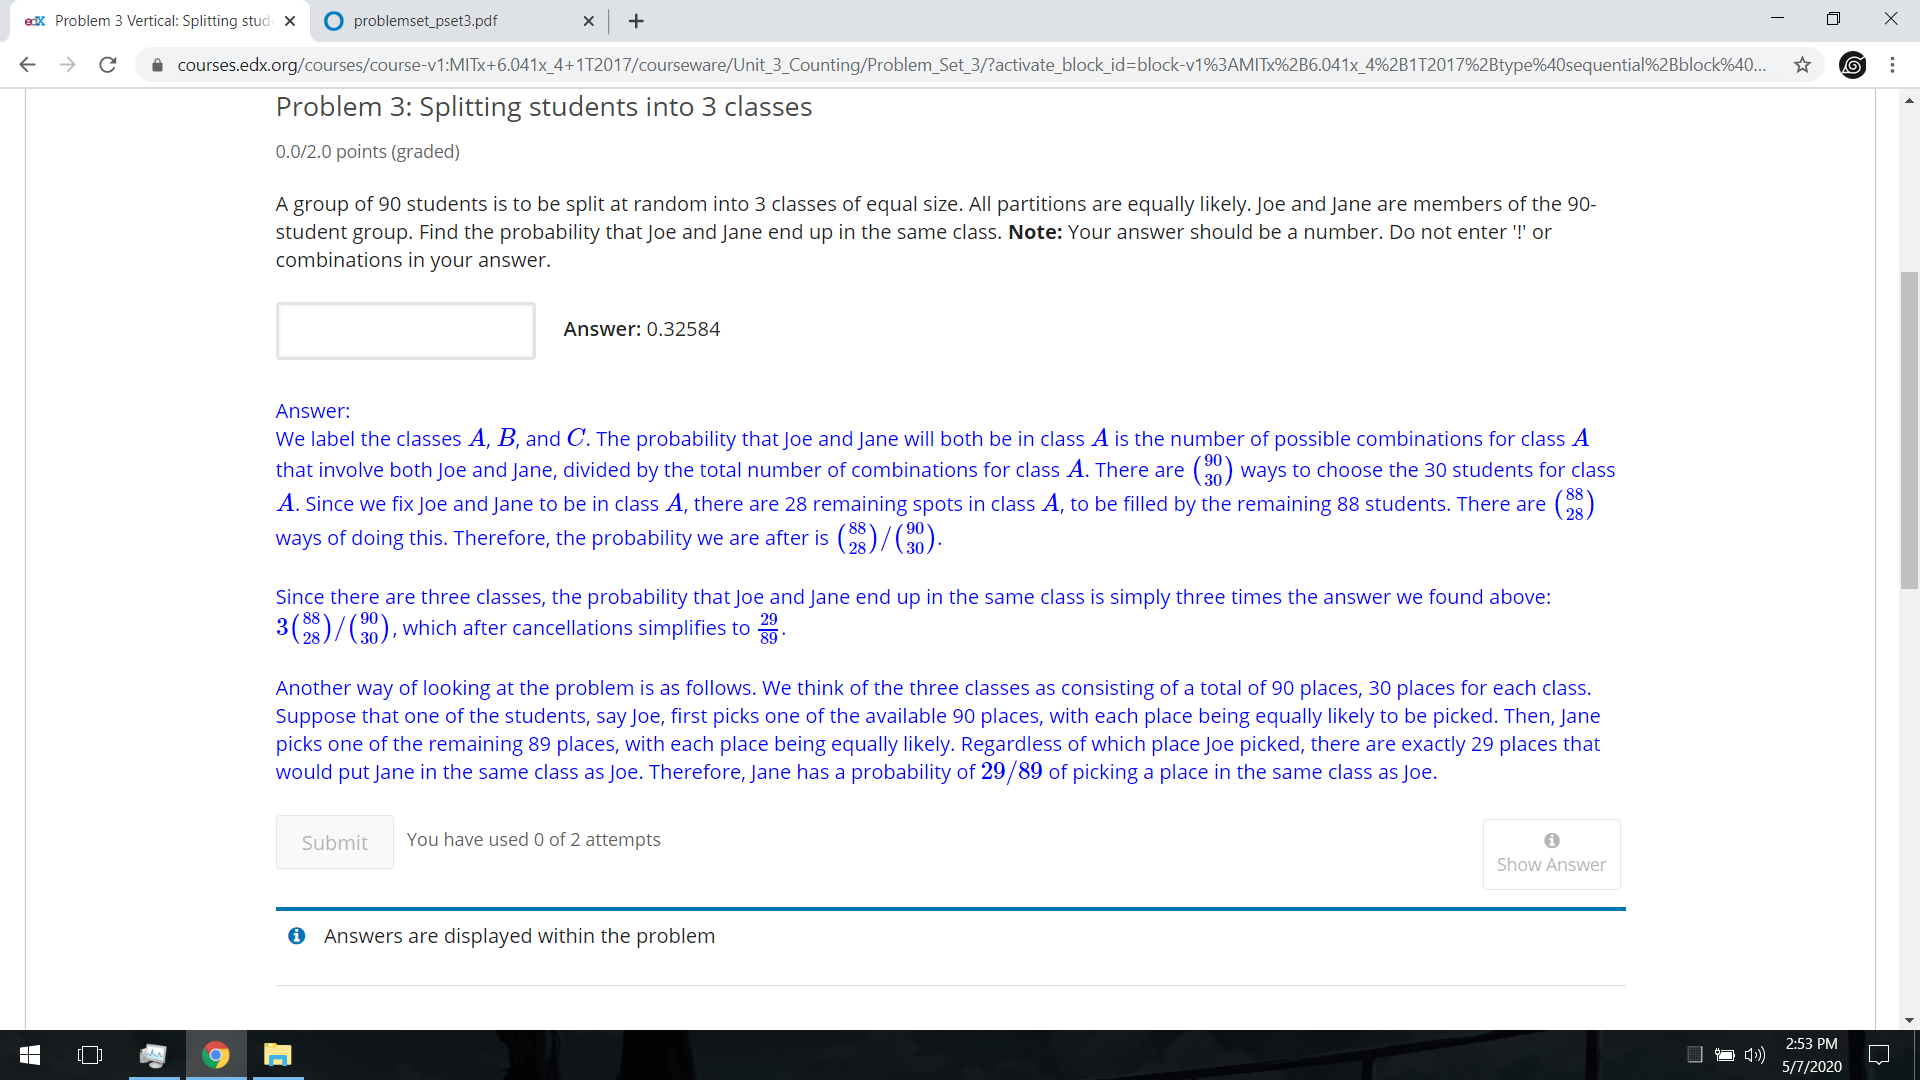 edX Problem 3 Vertical: Splitting stud
problemset_pset3.pdf
courses.edx.org/courses/course-v1:MITx+6.041x_4+1T2017/courseware/Unit_3_Counting/Problem_Set_3/?activate_block_id=block-v1%3AMITx%2B6.041x_4%2B1T2017%2Btype%40sequential%2Bblock%40...
Problem 3: Splitting students into 3 classes
0.0/2.0 points (graded)
A group of 90 students is to be split at random into 3 classes of equal size. All partitions are equally likely. Joe and Jane are members of the 90-
student group. Find the probability that Joe and Jane end up in the same class. Note: Your answer should be a number. Do not enter '!' or
combinations in your answer.
Answer: 0.32584
Answer:
We label the classes A, B, and C. The probability that Joe and Jane will both be in class A is the number of possible combinations for class A
that involve both Joe and Jane, divided by the total number of combinations for class A. There are (90 30) ways to choose the 30 students for class
A. Since we fix Joe and Jane to be in class A, there are 28 remaining spots in class A, to be filled by the remaining 88 students. There are (88 28)
ways of doing this. Therefore, the probability we are after is (88 28)/(90 30).
Since there are three classes, the probability that Joe and Jane end up in the same class is simply three times the answer we found above:
3(88 28)/(90 30), which after cancellations simplifies to 29/89.
Another way of looking at the problem is as follows. We think of the three classes as consisting of a total of 90 places, 30 places for each class.
Suppose that one of the students, say Joe, first picks one of the available 90 places, with each place being equally likely to be picked. Then, Jane
picks one of the remaining 89 places, with each place being equally likely. Regardless of which place Joe picked, there are exactly 29 places that
would put Jane in the same class as Joe. Therefore, Jane has a probability of 29/89 of picking a place in the same class as Joe.
Submit
You have used 0 of 2 attempts
Show Answer
Answers are displayed within the problem
2:53 PM
5/7/2020